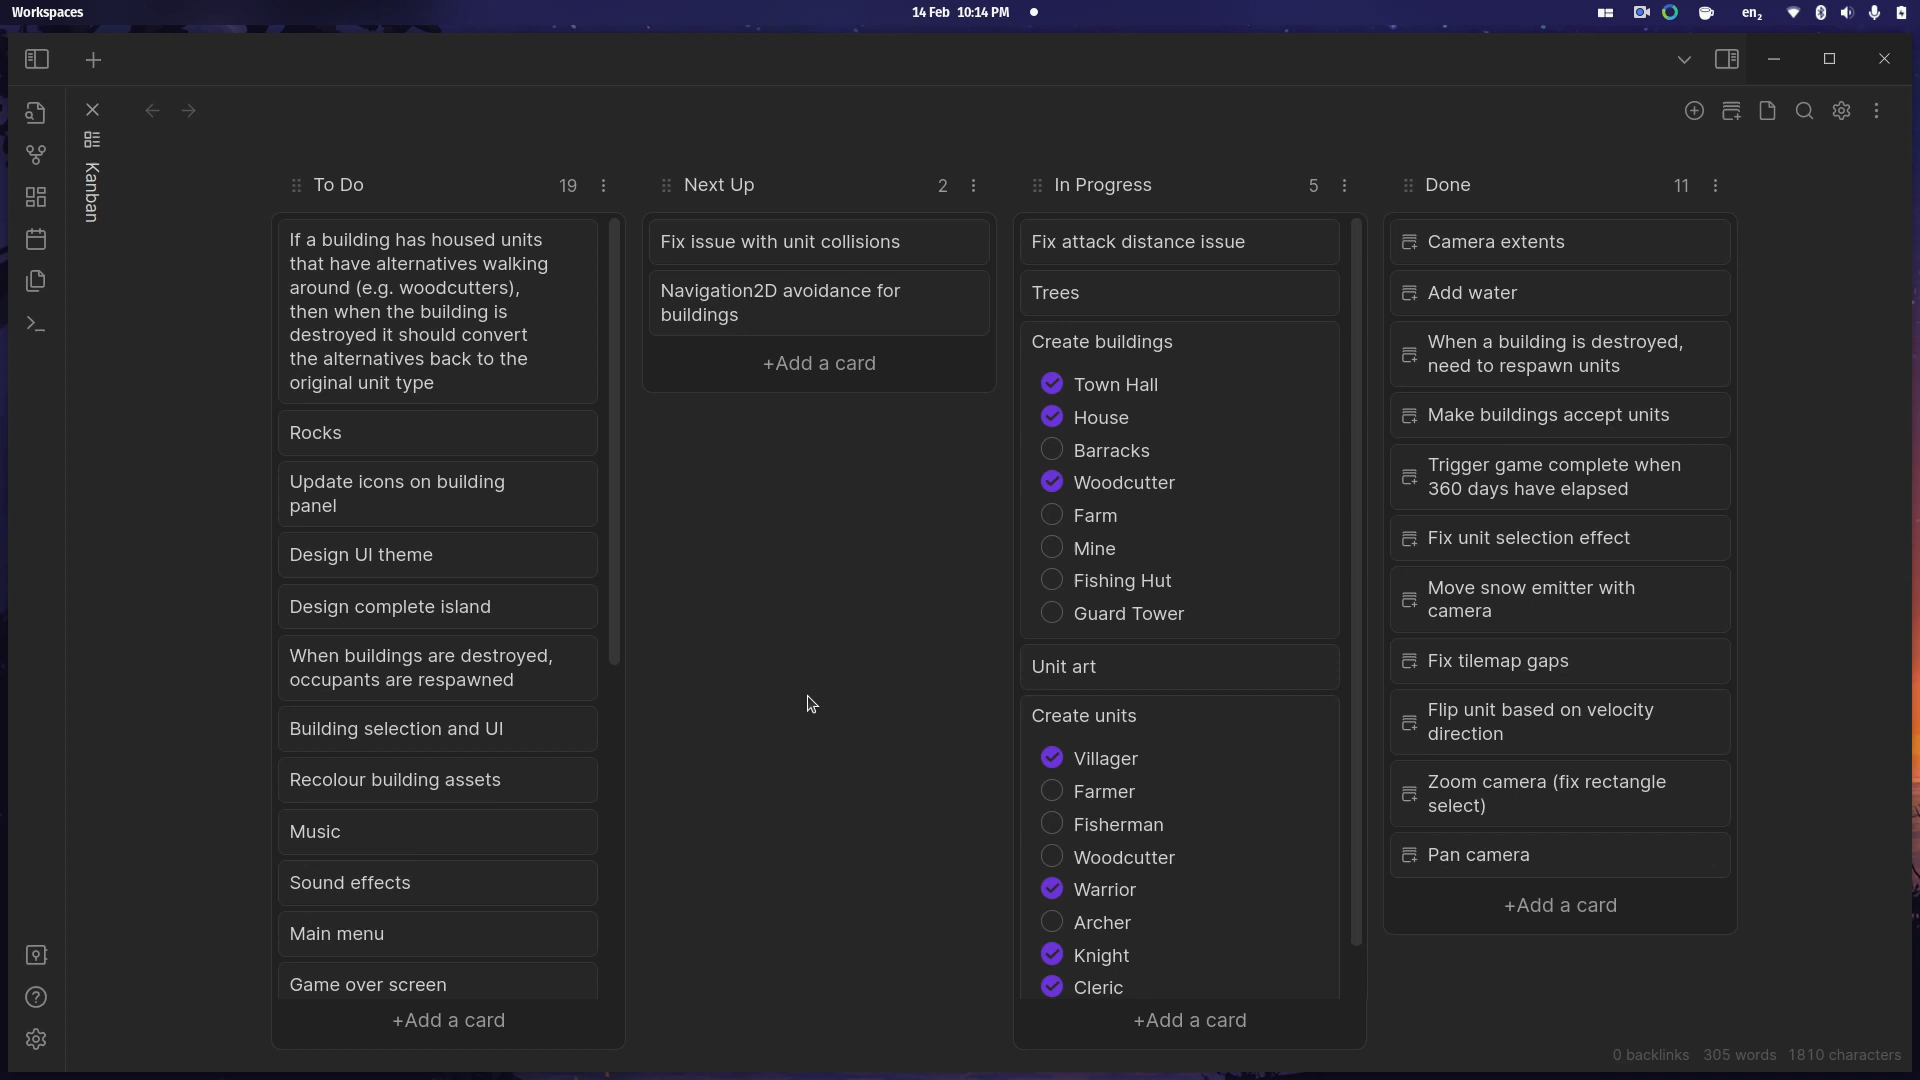 Workspaces
14 Feb 10:14 PM
en₂
Kanban
To Do
19
If a building has housed units
that have alternatives walking
around (e.g. woodcutters),
then when the building is
destroyed it should convert
the alternatives back to the
original unit type
Rocks
Update icons on building
panel
Design UI theme
Design complete island
When buildings are destroyed,
occupants are respawned
Building selection and UI
Recolour building assets
Music
Sound effects
Main menu
Game over screen
+Add a card
Next Up
2
Fix issue with unit collisions
Navigation2D avoidance for
buildings
+Add a card
In Progress
5
Fix attack distance issue
Trees
Create buildings
Town Hall
House
Barracks
Woodcutter
Farm
Mine
Fishing Hut
Guard Tower
Unit art
Create units
Villager
Farmer
Fisherman
Woodcutter
Warrior
Archer
Knight
Cleric
+Add a card
Done
11
Camera extents
Add water
When a building is destroyed,
need to respawn units
Make buildings accept units
Trigger game complete when
360 days have elapsed
Fix unit selection effect
Move snow emitter with
camera
Fix tilemap gaps
Flip unit based on velocity
direction
Zoom camera (fix rectangle
select)
Pan camera
+Add a card
0 backlinks 305 words 1810 characters